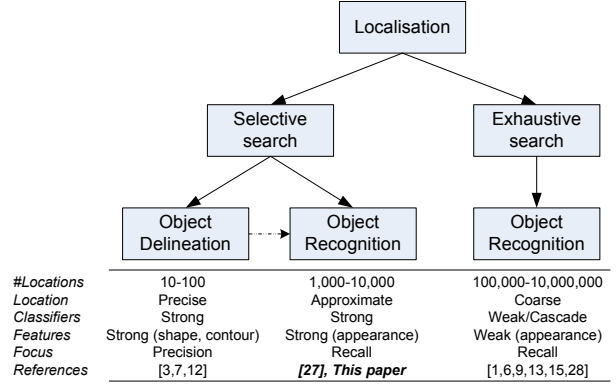 Localisation
Selective search
Exhaustive search
Object Delineation
Object Recognition
Object Recognition
#Locations 10-100 1,000-10,000 100,000-10,000,000
Location Precise Approximate Coarse
Classifiers Strong Strong Weak/Cascade
Features Strong (shape, contour) Strong (appearance) Weak (appearance)
Focus Precision Recall Recall
References [3,7,12] [27], This paper [1,6,9,13,15,28]